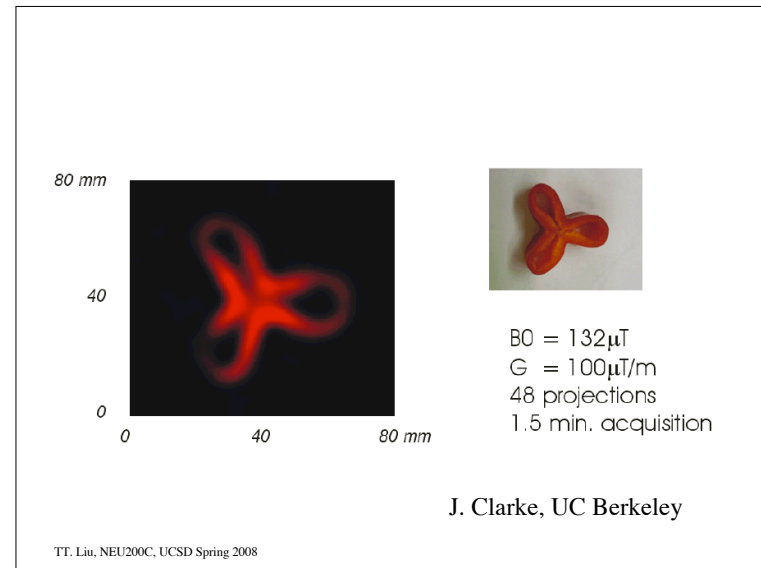 80 mm
40
0
0 40 80 mm
B0 = 132μT
G = 100μT/m
48 projections
1.5 min. acquisition
J. Clarke, UC Berkeley
TT. Liu, NEU200C, UCSD Spring 2008